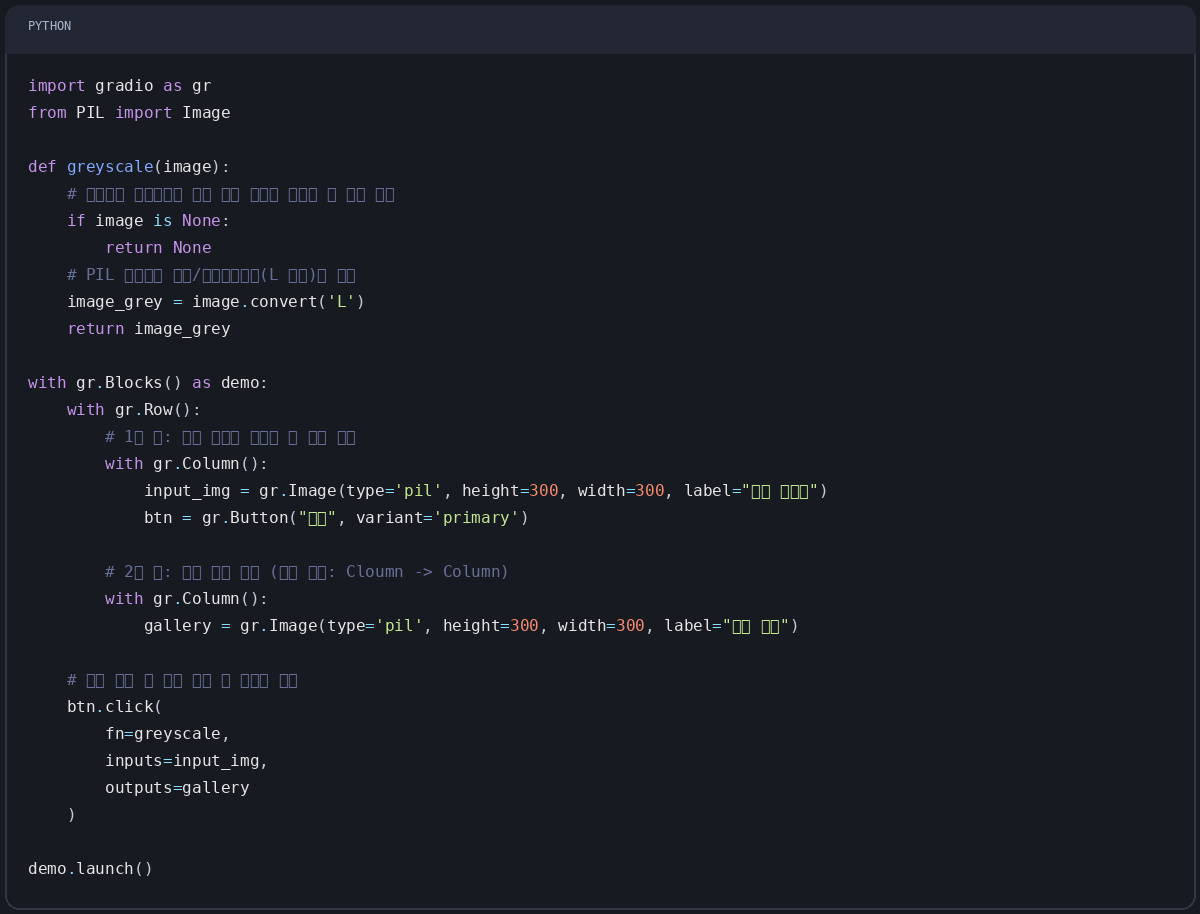 PYTHON
import gradio as gr
from PIL import Image
def greyscale(image):
#
if image is None:
return None
# PIL / (L )
image_grey = image.convert('L')
return image_grey
with gr.Blocks() as demo:
with gr.Row():
# 1 :
with gr.Column():
input_img = gr.Image(type='pil', height=300, width=300, label=" ")
btn = gr.Button("", variant='primary')
# 2 : ( : Cloumn -> Column)
with gr.Column():
gallery = gr.Image(type='pil', height=300, width=300, label=" ")
#
btn.click(
fn=greyscale,
inputs=input_img,
outputs=gallery
)
demo.launch()